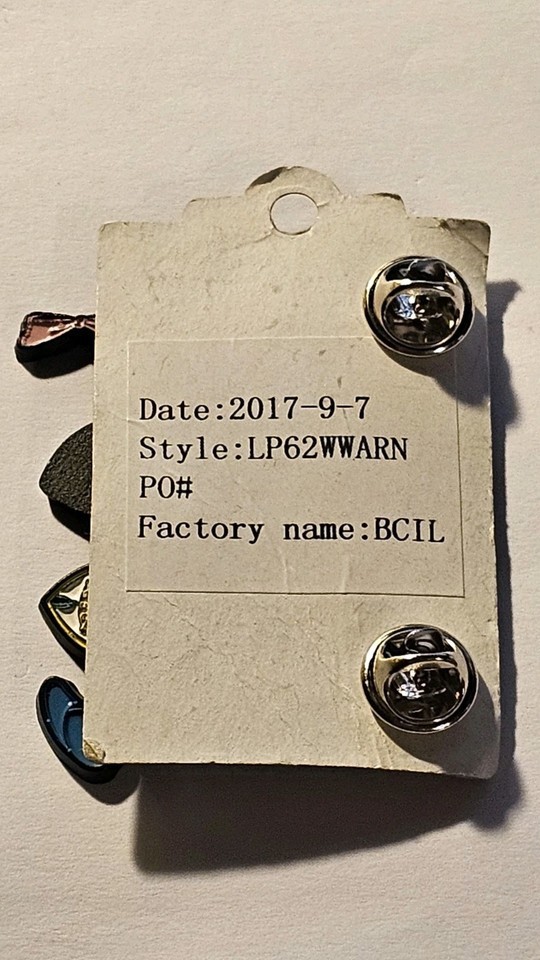 Date:2017-9-7
Style:LP62WWARN
PO#
Factory name:BCIL